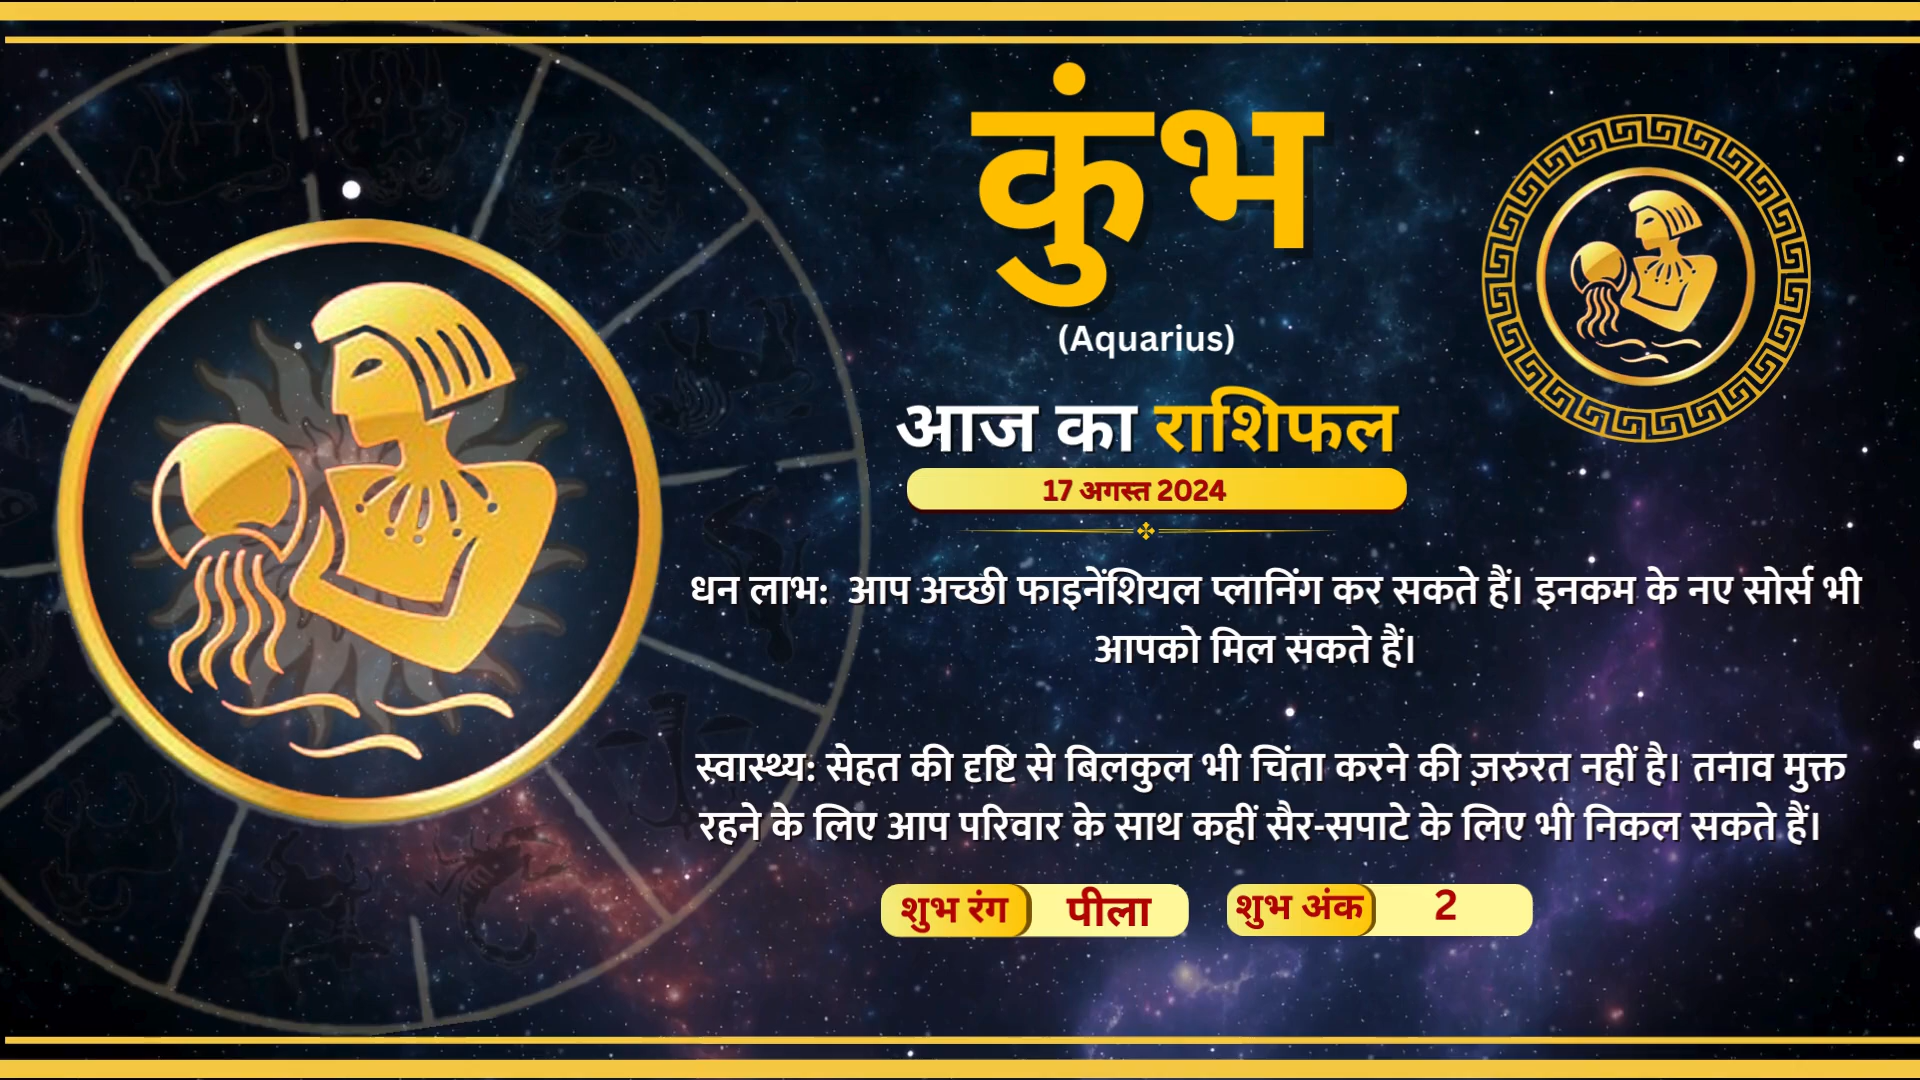 कुंभ
(Aquarius)
आज का राशिफल
17 अगस्त 2024
धन लाभ:  आप अच्छी फाइनेंशियल प्लानिंग कर सकते हैं। इनकम के नए सोर्स भी
आपको मिल सकते हैं।
स्वास्थ्य: सेहत की दृष्टि से बिलकुल भी चिंता करने की ज़रुरत नहीं है। तनाव मुक्त
रहने के लिए आप परिवार के साथ कहीं सैर-सपाटे के लिए भी निकल सकते हैं।
शुभ रंग पीला शुभ अंक 2